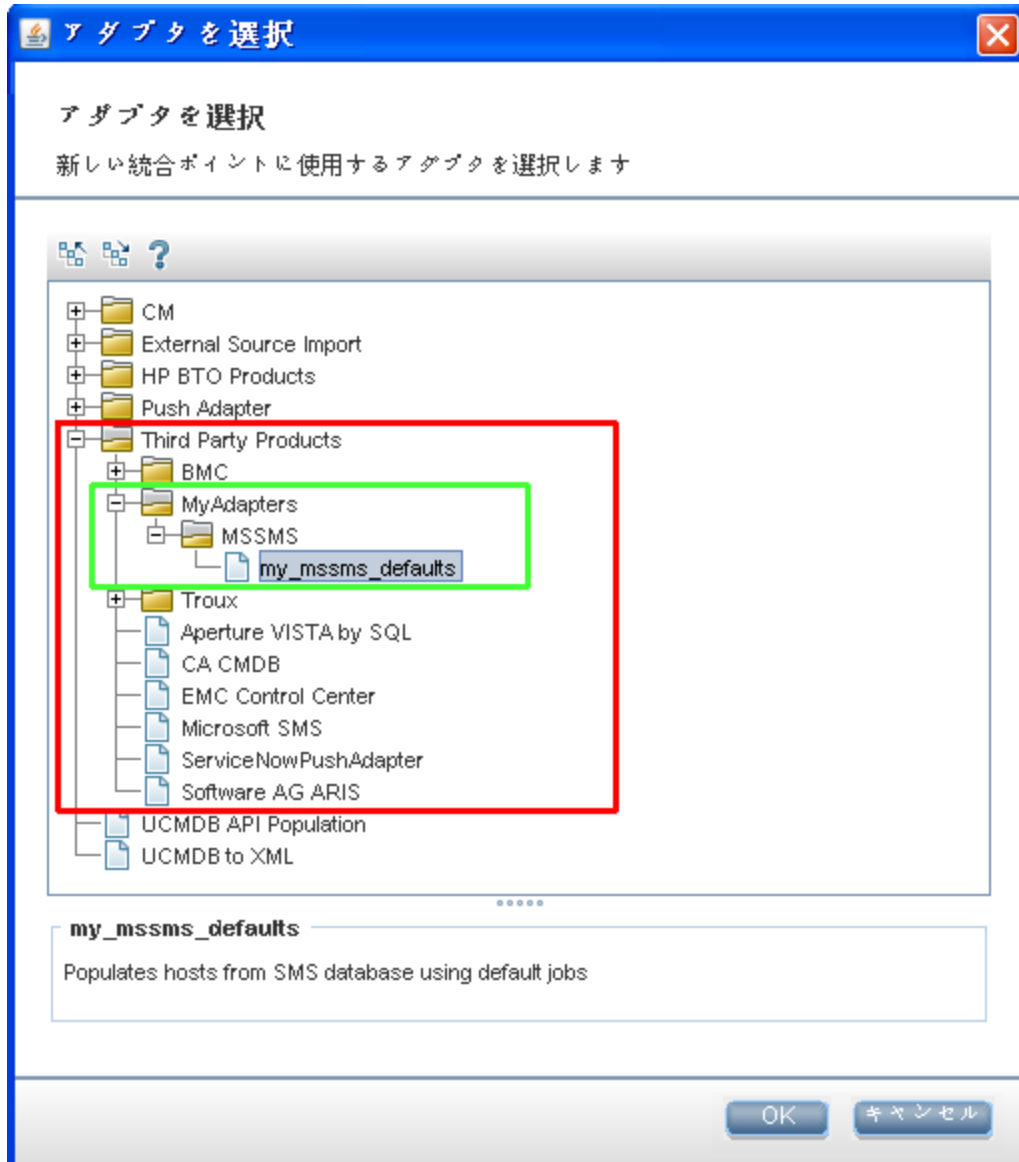 アダプタを選択
アダプタを選択
新しい統合ポイントに使用するアダプタを選択します
CM
External Source Import
HP BTO Products
Push Adapter
Third Party Products
BMC
MyAdapters
MSSMS
my_mssms_defaults
Troux
Aperture VISTA by SQL
CA CMDB
EMC Control Center
Microsoft SMS
ServiceNowPushAdapter
Software AG ARIS
UCMDB API Population
UCMDB to XML
my_mssms_defaults
Populates hosts from SMS database using default jobs
OK キャンセル